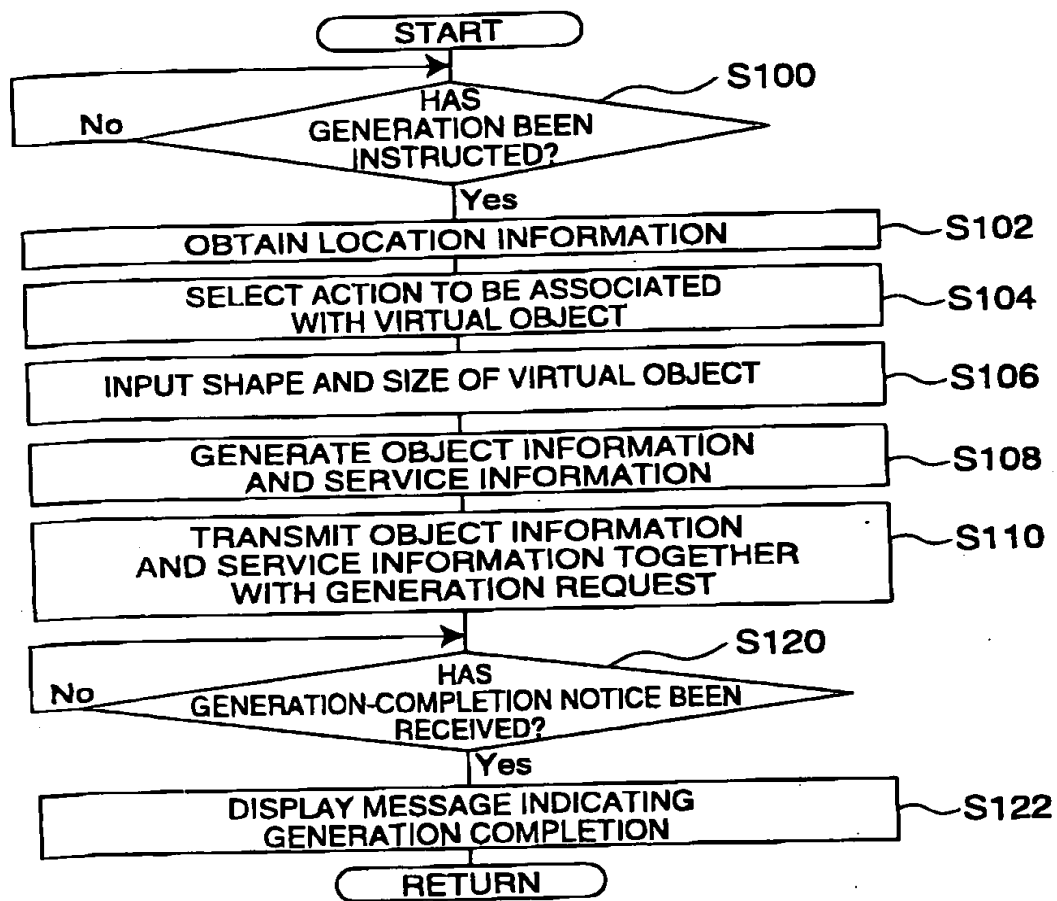 START
S100
HAS
GENERATION BEEN
INSTRUCTED?
No
Yes
OBTAIN LOCATION INFORMATION
S102
SELECT ACTION TO BE ASSOCIATED
WITH VIRTUAL OBJECT
S104
INPUT SHAPE AND SIZE OF VIRTUAL OBJECT
S106
GENERATE OBJECT INFORMATION
AND SERVICE INFORMATION
S108
TRANSMIT OBJECT INFORMATION
AND SERVICE INFORMATION TOGETHER
WITH GENERATION REQUEST
S110
S120
HAS
GENERATION-COMPLETION NOTICE BEEN
RECEIVED?
No
Yes
DISPLAY MESSAGE INDICATING
GENERATION COMPLETION
S122
RETURN